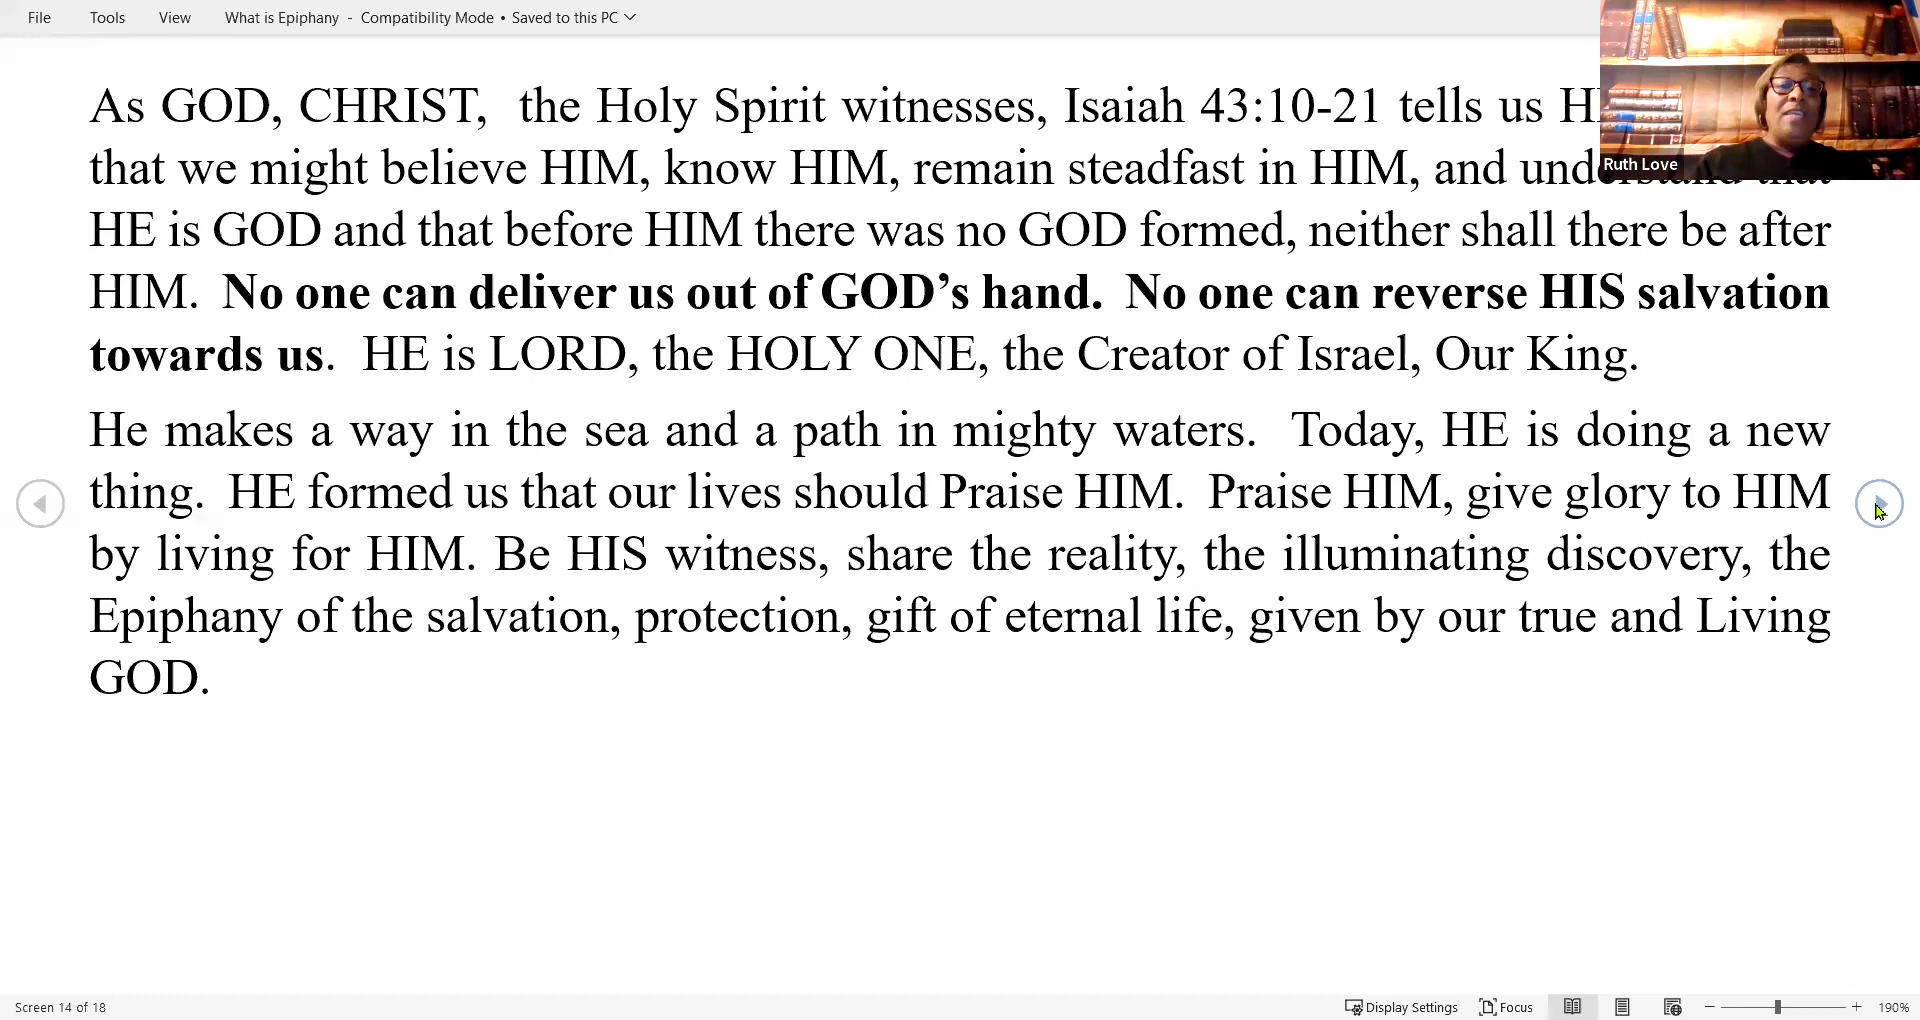 File Tools View What is Epiphany - Compatibility Mode • Saved to this PC
As GOD, CHRIST,  the Holy Spirit witnesses, Isaiah 43:10-21 tells us
that we might believe HIM, know HIM, remain steadfast in HIM, and understand that
Ruth Love
HE is GOD and that before HIM there was no GOD formed, neither shall there be after
HIM.  No one can deliver us out of GOD’s hand.  No one can reverse HIS salvation
towards us.  HE is LORD, the HOLY ONE, the Creator of Israel, Our King.
He makes a way in the sea and a path in mighty waters.  Today, HE is doing a new
thing.  HE formed us that our lives should Praise HIM.  Praise HIM, give glory to HIM
by living for HIM. Be HIS witness, share the reality, the illuminating discovery, the
Epiphany of the salvation, protection, gift of eternal life, given by our true and Living
GOD.
Screen 14 of 18 Display Settings Focus 190%